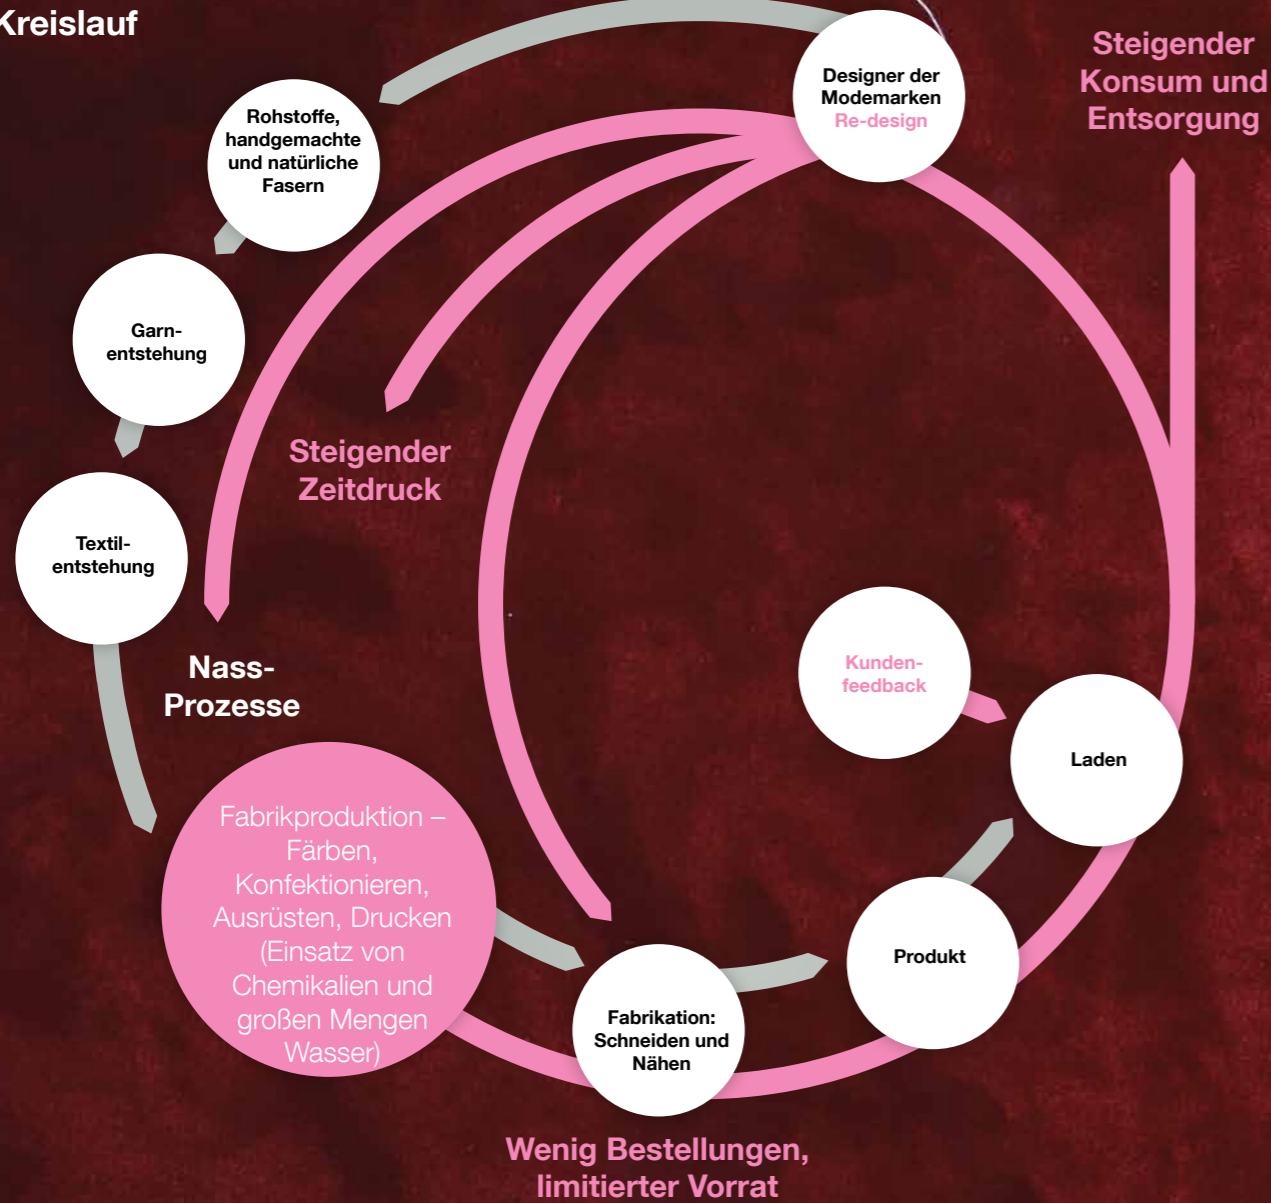 Kreislauf
Steigender
Konsum und
Entsorgung
Designer der
Modemarken
Re-design
Rohstoffe,
handgemachte
und natürliche
Fasern
Garn-
entstehung
Steigender
Zeitdruck
Textil-
entstehung
Nass-
Prozesse
Kunden-
feedback
Laden
Fabrikproduktion –
Färben,
Konfektionieren,
Ausrüsten, Drucken
(Einsatz von
Chemikalien und
großen Mengen
Wasser)
Produkt
Fabrikation:
Schneiden und
Nähen
Wenig Bestellungen,
limitierter Vorrat